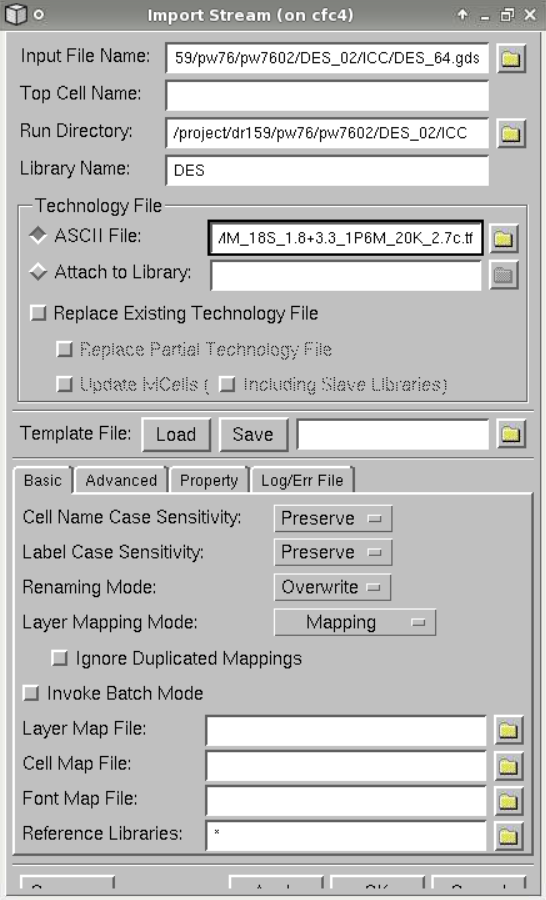 Import Stream (on cfc4)
Input File Name: 59/pw76/pw7602/DES_02/ICC/DES_64.gds
Top Cell Name:
Run Directory: /project/dr159/pw76/pw7602/DES_02/ICC
Library Name: DES
Technology File
ASCII File: /IM_18S_1.8+3.3_1P6M_20K_2.7c.tf
Attach to Library:
Replace Existing Technology File
Replace Partial Technology File
Update MCells ( Including Slave Libraries)
Template File: Load Save
Basic Advanced Property Log/Err File
Cell Name Case Sensitivity: Preserve
Label Case Sensitivity: Preserve
Renaming Mode: Overwrite
Layer Mapping Mode: Mapping
Ignore Duplicated Mappings
Invoke Batch Mode
Layer Map File:
Cell Map File:
Font Map File:
Reference Libraries: *